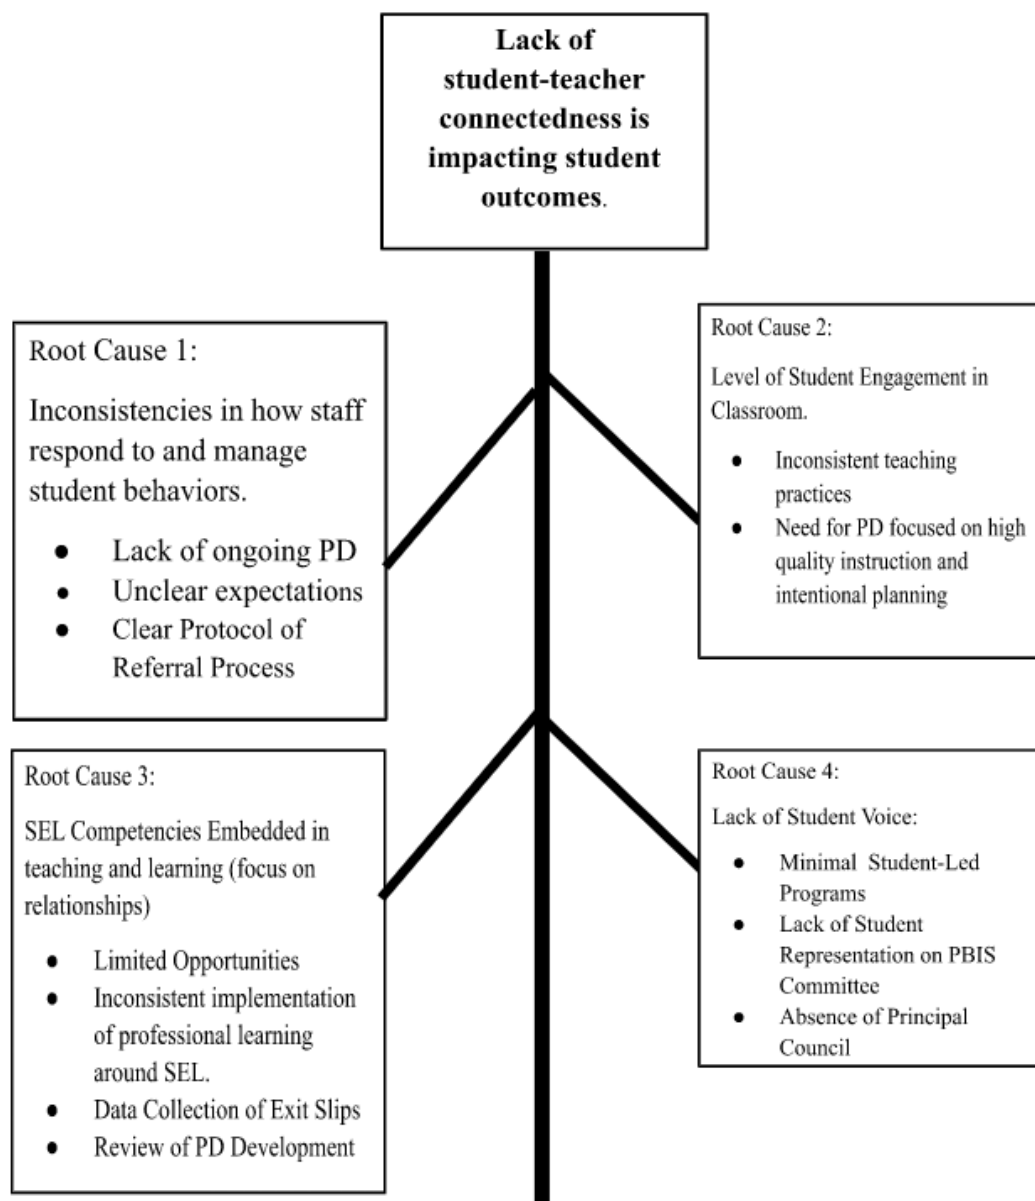 Lack of
student-teacher
connectedness is
impacting student
outcomes.
Root Cause 1:
Inconsistencies in how staff
respond to and manage
student behaviors.
● Lack of ongoing PD
● Unclear expectations
● Clear Protocol of
Referral Process
Root Cause 2:
Level of Student Engagement in
Classroom.
● Inconsistent teaching
practices
● Need for PD focused on high
quality instruction and
intentional planning
Root Cause 3:
SEL Competencies Embedded in
teaching and learning (focus on
relationships)
● Limited Opportunities
● Inconsistent implementation
of professional learning
around SEL.
● Data Collection of Exit Slips
● Review of PD Development
Root Cause 4:
Lack of Student Voice:
● Minimal Student-Led
Programs
● Lack of Student
Representation on PBIS
Committee
● Absence of Principal
Council